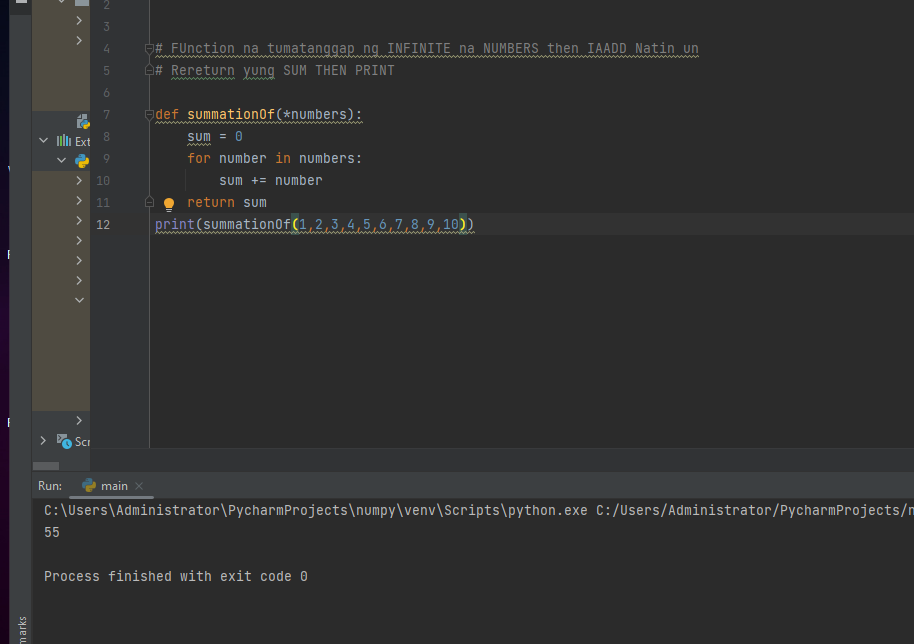 2
3
4 # FUnction na tumatanggap ng INFINITE na NUMBERS then IAADD Natin un
5 # Rereturn yung SUM THEN PRINT
6
7 def summationOf(*numbers):
8 sum = 0
9 for number in numbers:
10 sum += number
11 return sum
12 print(summationOf(1,2,3,4,5,6,7,8,9,10))
Ext
Scr
Run: main
C:\Users\Administrator\PycharmProjects\numpy\venv\Scripts\python.exe C:/Users/Administrator/PycharmProjects/n
55
Process finished with exit code 0
marks